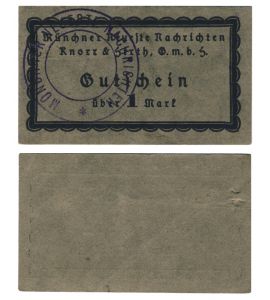 Münchner Neueste Nachrichten
Knorr & Hirth, G.m.b.H.
Gutschein
über 1 Mark